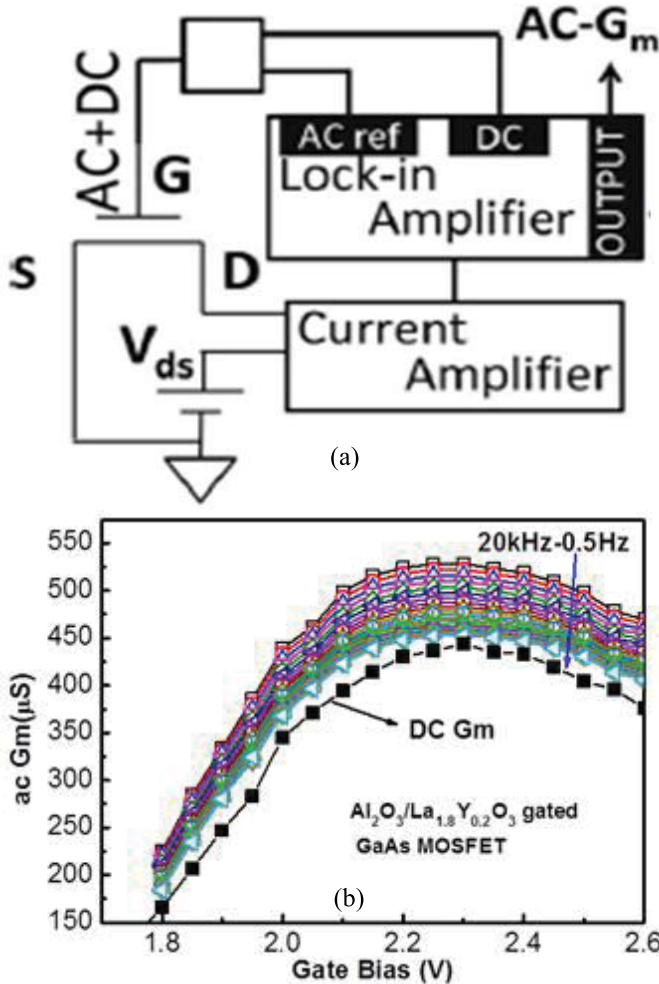 AC-Gm
AC+DC
G
AC ref
DC
OUTPUT
Lock-in
Amplifier
S
D
Vds
Current
Amplifier
(a)
ac Gm(μS)
550
500
450
400
350
300
250
200
150
20kHz-0.5Hz
DC Gm
Al2O3/La1.8Y0.2O3 gated
GaAs MOSFET
(b)
1.8
2.0
2.2
2.4
2.6
Gate Bias (V)